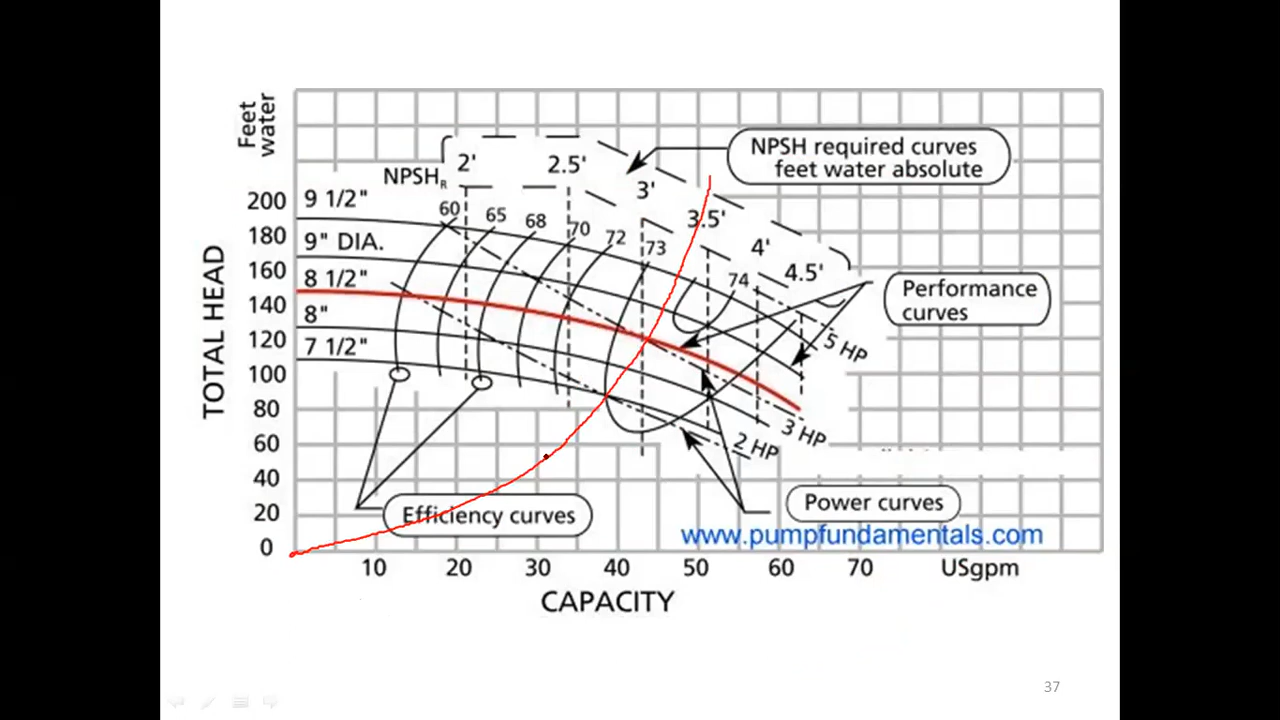 Feet
water
NPSH required curves
feet water absolute
NPSHR
2'
2.5'
3'
3.5'
4'
4.5'
200
180
160
140
120
100
80
60
40
20
0
TOTAL HEAD
9 1/2"
9" DIA.
8 1/2"
8"
7 1/2"
60
65
68
70
72
73
74
Performance
curves
5 HP
3 HP
2 HP
Efficiency curves
Power curves
www.pumpfundamentals.com
10 20 30 40 50 60 70 USgpm
CAPACITY
37